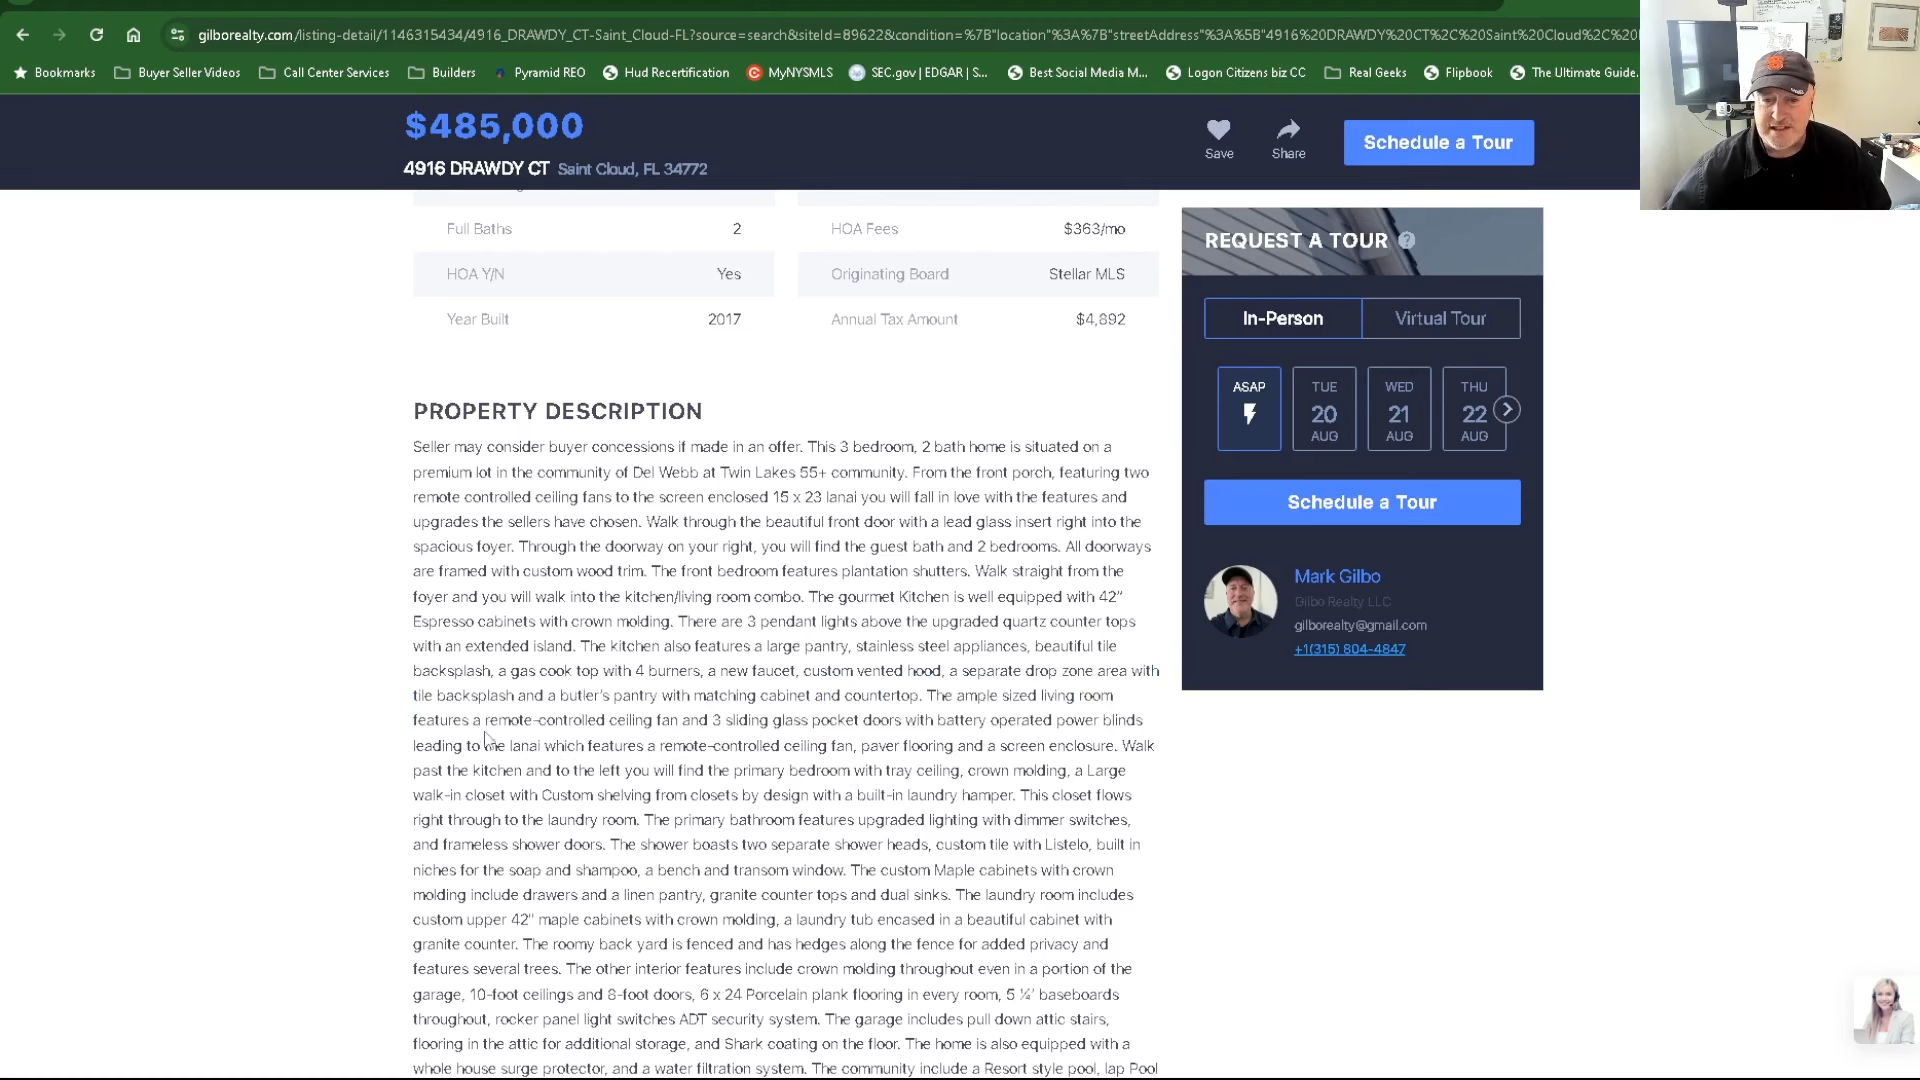 gilborealty.com/listing-detail/1146315434/4916_DRAWDY_CT-Saint_Cloud-FL?source=search&siteId=89622&condition=%7B"location"%3A%7B"streetAddress"%3A%5B"4916%20DRAWDY%20CT%2C%20Saint%20Cloud%2C%20
Bookmarks Buyer Seller Videos Call Center Services Builders Pyramid REO Hud Recertification MyNYSMLS SEC.gov | EDGAR | S... Best Social Media M... Logon Citizens biz CC Real Geeks Flipbook The Ultimate Guide.
$485,000
4916 DRAWDY CT Saint Cloud, FL 34772
Save Share Schedule a Tour
Full Baths 2 HOA Fees $363/mo
HOA Y/N Yes Originating Board Stellar MLS
Year Built 2017 Annual Tax Amount $4,892
PROPERTY DESCRIPTION
Seller may consider buyer concessions if made in an offer. This 3 bedroom, 2 bath home is situated on a
premium lot in the community of Del Webb at Twin Lakes 55+ community. From the front porch, featuring two
remote controlled ceiling fans to the screen enclosed 15 x 23 lanai you will fall in love with the features and
upgrades the sellers have chosen. Walk through the beautiful front door with a lead glass insert right into the
spacious foyer. Through the doorway on your right, you will find the guest bath and 2 bedrooms. All doorways
are framed with custom wood trim. The front bedroom features plantation shutters. Walk straight from the
foyer and you will walk into the kitchen/living room combo. The gourmet Kitchen is well equipped with 42”
Espresso cabinets with crown molding. There are 3 pendant lights above the upgraded quartz counter tops
with an extended island. The kitchen also features a large pantry, stainless steel appliances, beautiful tile
backsplash, a gas cook top with 4 burners, a new faucet, custom vented hood, a separate drop zone area with
tile backsplash and a butler’s pantry with matching cabinet and countertop. The ample sized living room
features a remote-controlled ceiling fan and 3 sliding glass pocket doors with battery operated power blinds
leading to the lanai which features a remote-controlled ceiling fan, paver flooring and a screen enclosure. Walk
past the kitchen and to the left you will find the primary bedroom with tray ceiling, crown molding, a Large
walk-in closet with Custom shelving from closets by design with a built-in laundry hamper. This closet flows
right through to the laundry room. The primary bathroom features upgraded lighting with dimmer switches,
and frameless shower doors. The shower boasts two separate shower heads, custom tile with Listelo, built in
niches for the soap and shampoo, a bench and transom window. The custom Maple cabinets with crown
molding include drawers and a linen pantry, granite counter tops and dual sinks. The laundry room includes
custom upper 42" maple cabinets with crown molding, a laundry tub encased in a beautiful cabinet with
granite counter. The roomy back yard is fenced and has hedges along the fence for added privacy and
features several trees. The other interior features include crown molding throughout even in a portion of the
garage, 10-foot ceilings and 8-foot doors, 6 x 24 Porcelain plank flooring in every room, 5 ¼’ baseboards
throughout, rocker panel light switches ADT security system. The garage includes pull down attic stairs,
flooring in the attic for additional storage, and Shark coating on the floor. The home is also equipped with a
whole house surge protector, and a water filtration system. The community include a Resort style pool, lap Pool
REQUEST A TOUR ?
In-Person Virtual Tour
ASAP TUE WED THU
20 21 22
AUG AUG AUG
Schedule a Tour
Mark Gilbo
Gilbo Realty LLC
gilborealty@gmail.com
+1(315) 804-4847